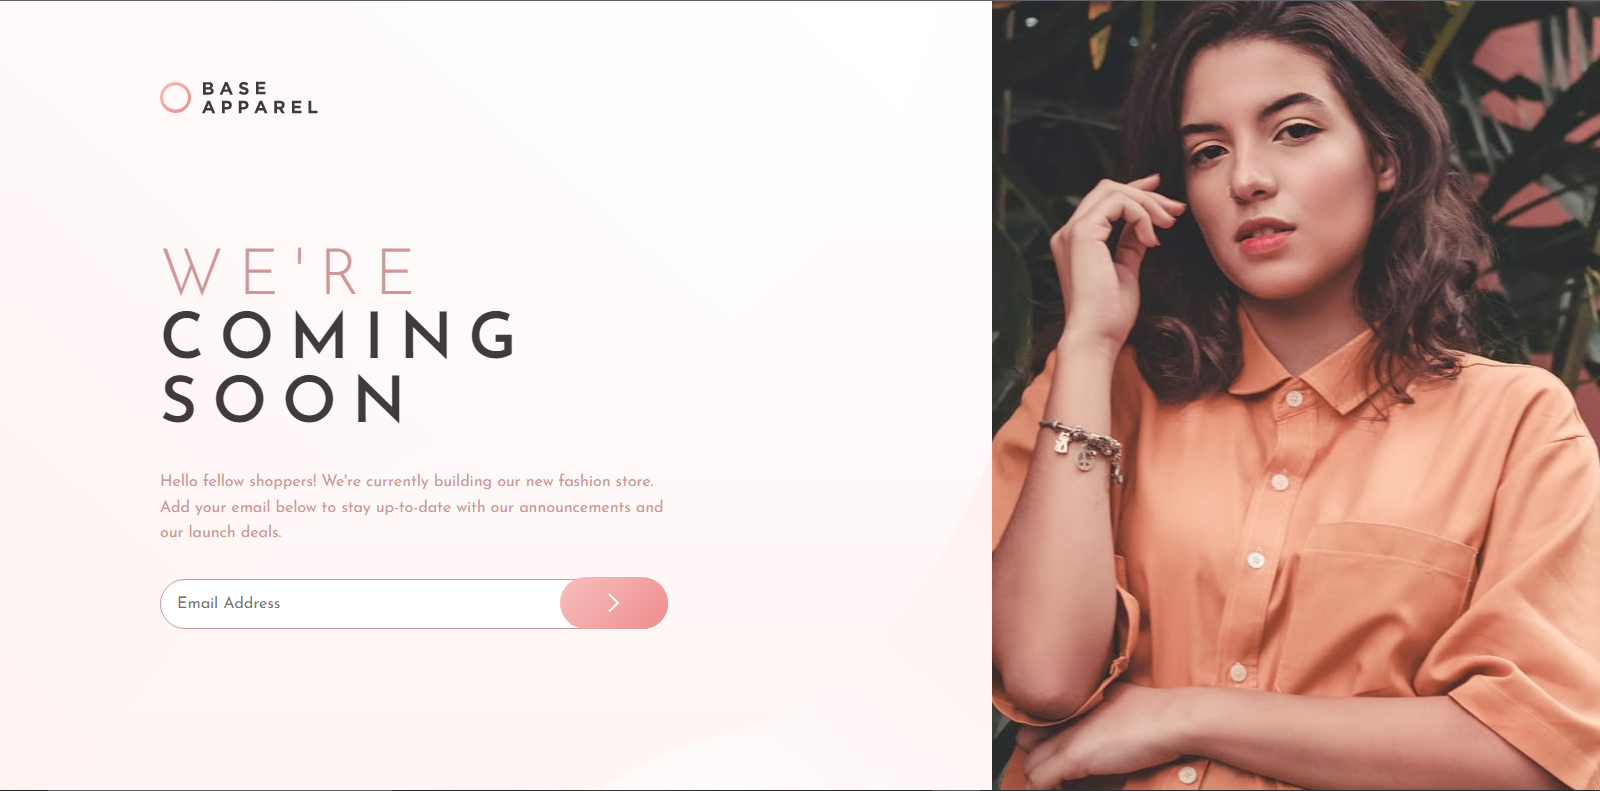 BASE
APPAREL
WE'RE
COMING
SOON
Hello fellow shoppers! We're currently building our new fashion store.
Add your email below to stay up-to-date with our announcements and
our launch deals.
Email Address